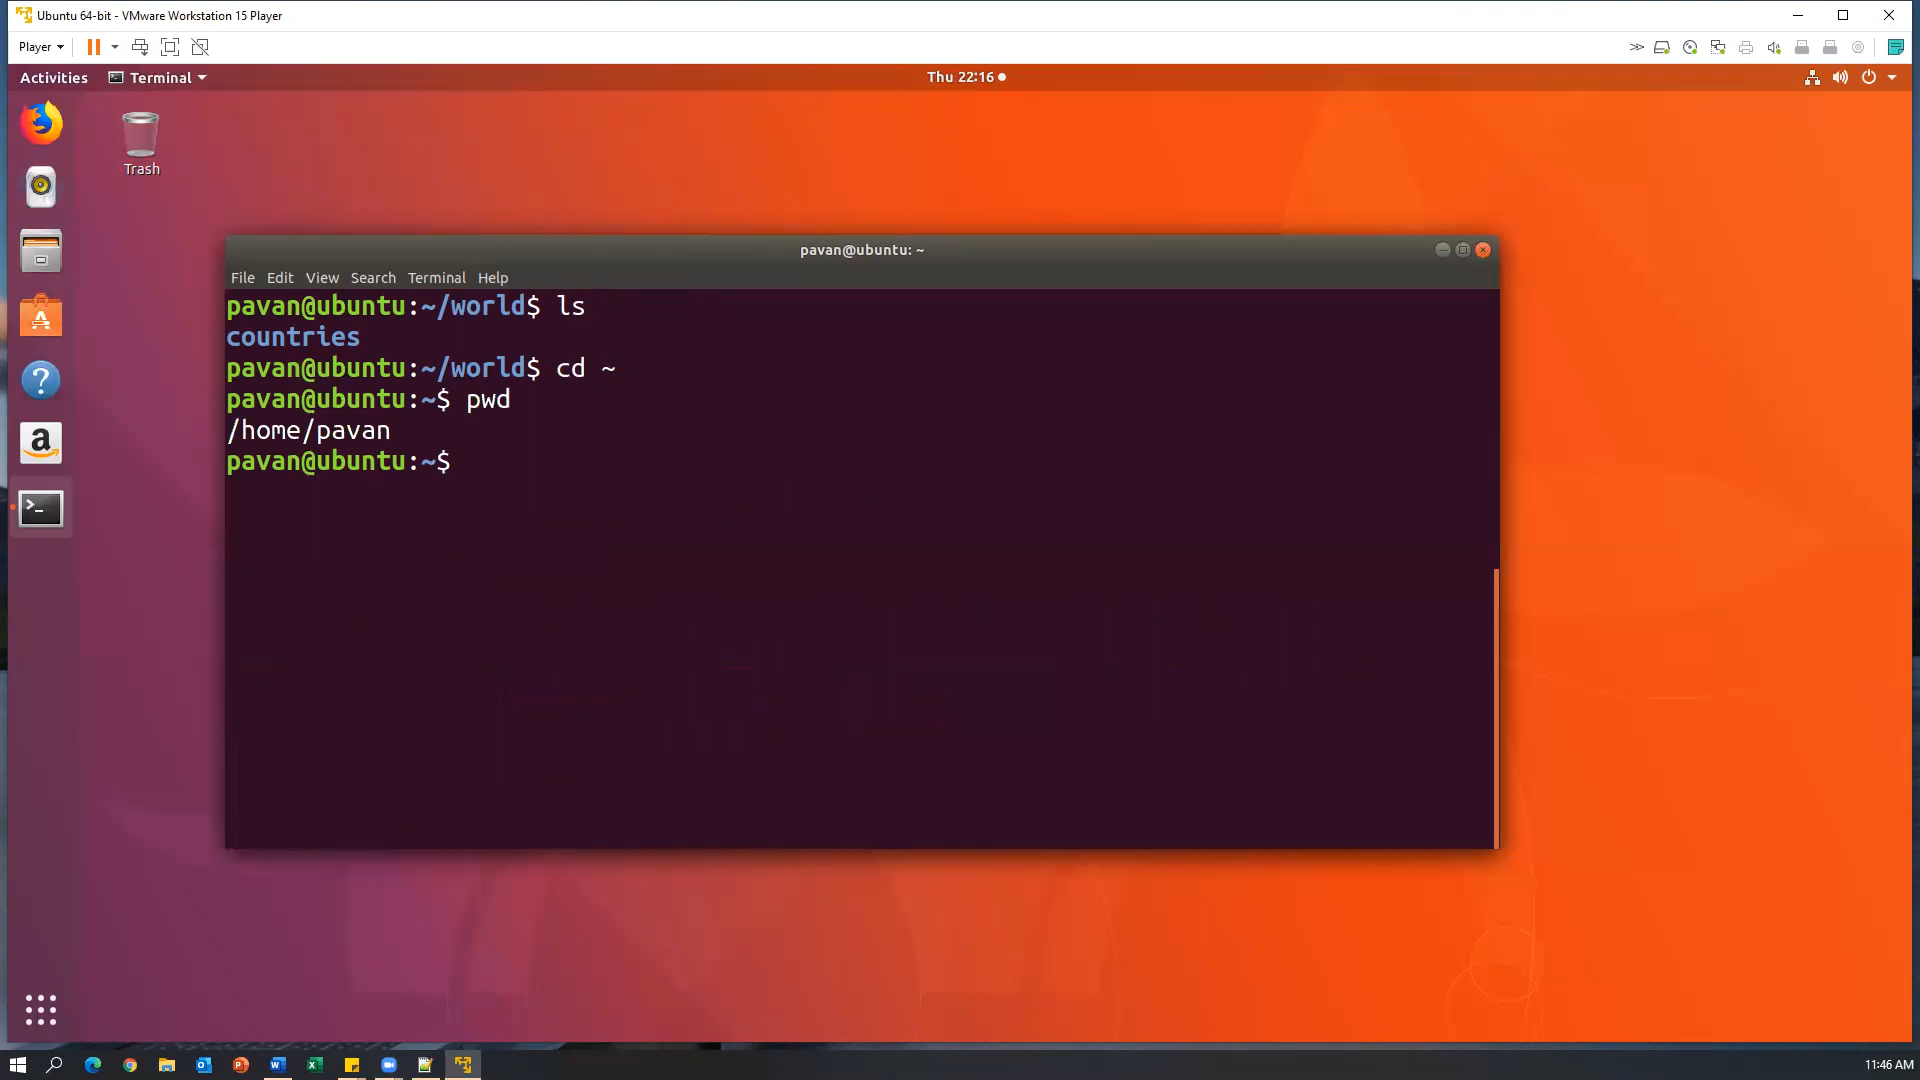 Ubuntu 64-bit - VMware Workstation 15 Player
Player
Activities Terminal Thu 22:16
Trash
pavan@ubuntu: ~
File Edit View Search Terminal Help
pavan@ubuntu:~/world$ ls
countries
pavan@ubuntu:~/world$ cd ~
pavan@ubuntu:~$ pwd
/home/pavan
pavan@ubuntu:~$
11:46 AM